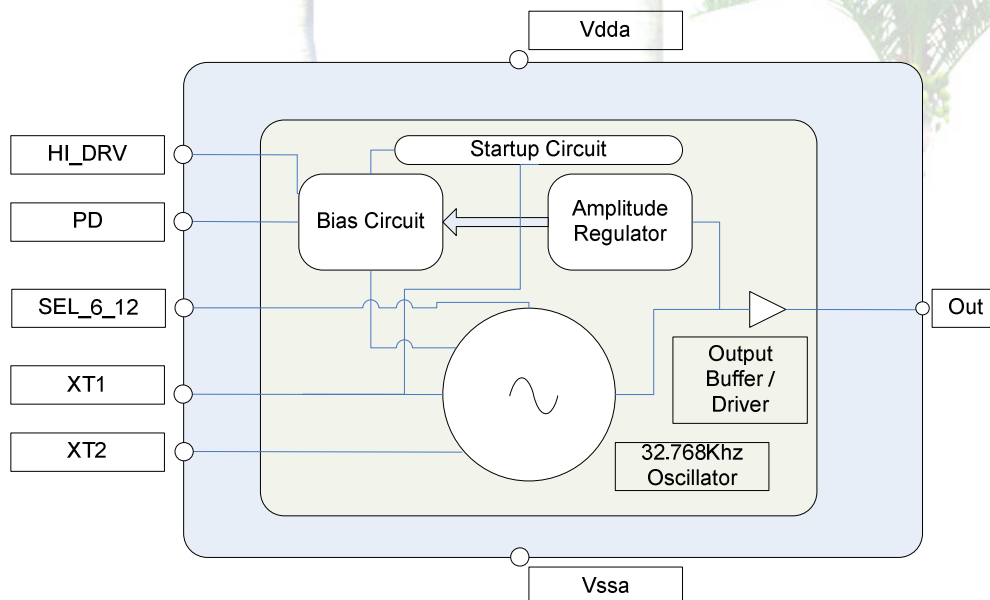 Vdda
HI_DRV
Startup Circuit
PD
Bias Circuit
Amplitude
Regulator
SEL_6_12
Out
Output
Buffer /
Driver
XT1
XT2
32.768Khz
Oscillator
Vssa